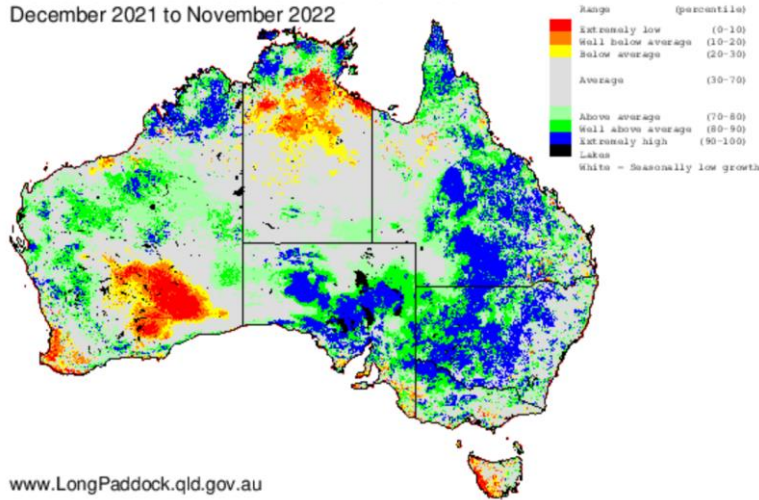 December 2021 to November 2022
Range (percentile)
Extremely low (0-10)
Well below average (10-20)
Below average (20-30)
Average (30-70)
Above average (70-80)
Well above average (80-90)
Extremely high (90-100)
Lakes
White - Seasonally low growth
www.LongPaddock.qld.gov.au